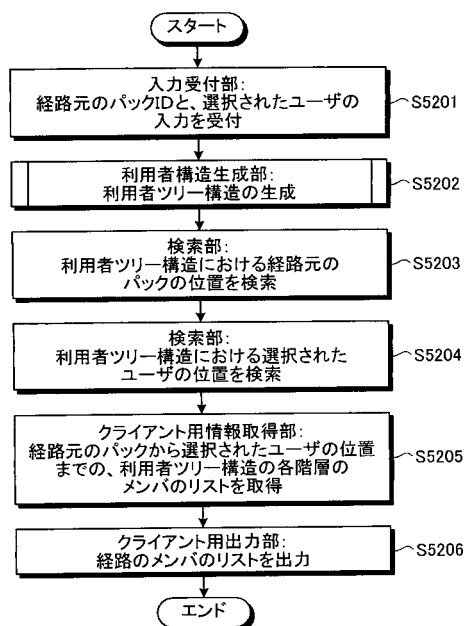 スタート
入力受付部:
経路元のパックIDと、選択されたユーザの
入力を受付
S5201
利用者構造生成部:
利用者ツリー構造の生成
S5202
検索部:
利用者ツリー構造における経路元の
パックの位置を検索
S5203
検索部:
利用者ツリー構造における選択された
ユーザの位置を検索
S5204
クライアント用情報取得部:
経路元のパックから選択されたユーザの位置
までの、利用者ツリー構造の各階層の
メンバのリストを取得
S5205
クライアント用出力部:
経路のメンバのリストを出力
S5206
エンド